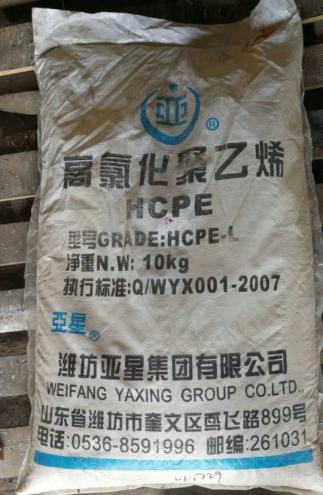 ®
高氯化聚乙烯
HCPE
型号GRADE:HCPE-L
净重N.W: 10kg
执行标准:Q/WYX001-2007
亞星®
潍坊亚星集团有限公司
WEIFANG YAXING GROUP CO.LTD.,
山东省潍坊市奎文区鸢飞路899号
电话:0536-8591996 邮编:261031